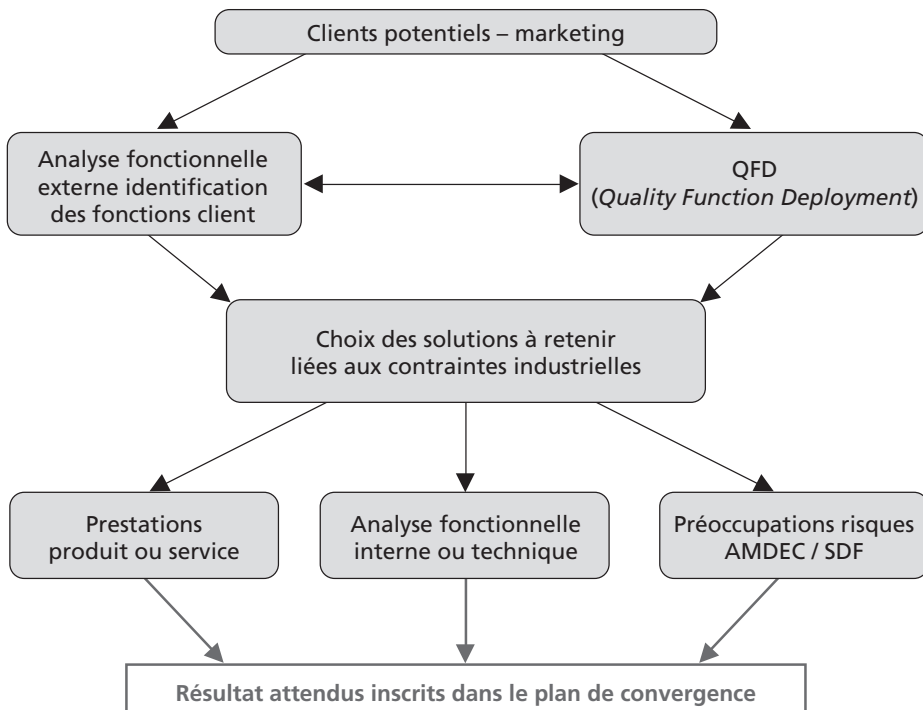 Clients potentiels – marketing
Analyse fonctionnelle
externe identification
des fonctions client
QFD
(Quality Function Deployment)
Choix des solutions à retenir
liées aux contraintes industrielles
Prestations
produit ou service
Analyse fonctionnelle
interne ou technique
Préoccupations risques
AMDEC / SDF
Résultat attendus inscrits dans le plan de convergence